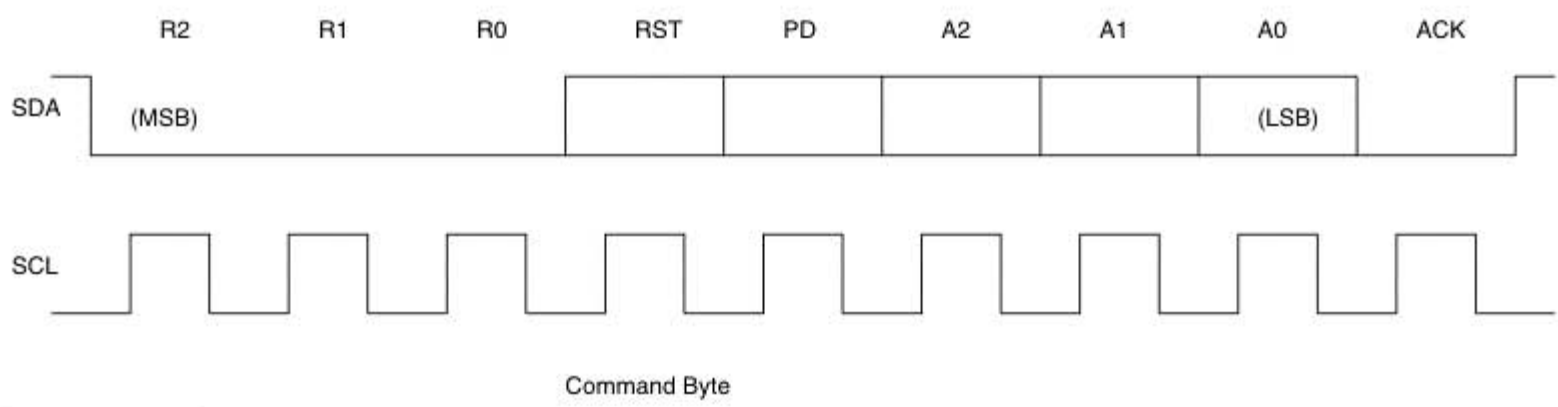 R2 R1 R0 RST PD A2 A1 A0 ACK
SDA (MSB) (LSB)
SCL
Command Byte